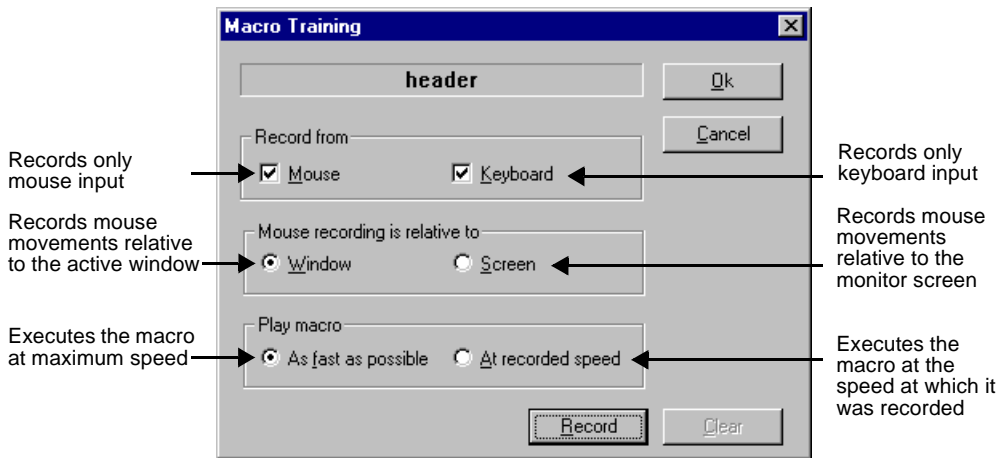 Macro Training
header
Ok
Cancel
Record from
Mouse
Keyboard
Records only
mouse input
Records only
keyboard input
Mouse recording is relative to
Window
Screen
Records mouse
movements relative
to the active window
Records mouse
movements
relative to the
monitor screen
Play macro
As fast as possible
At recorded speed
Executes the macro
at maximum speed
Executes the
macro at the
speed at which it
was recorded
Record
Clear